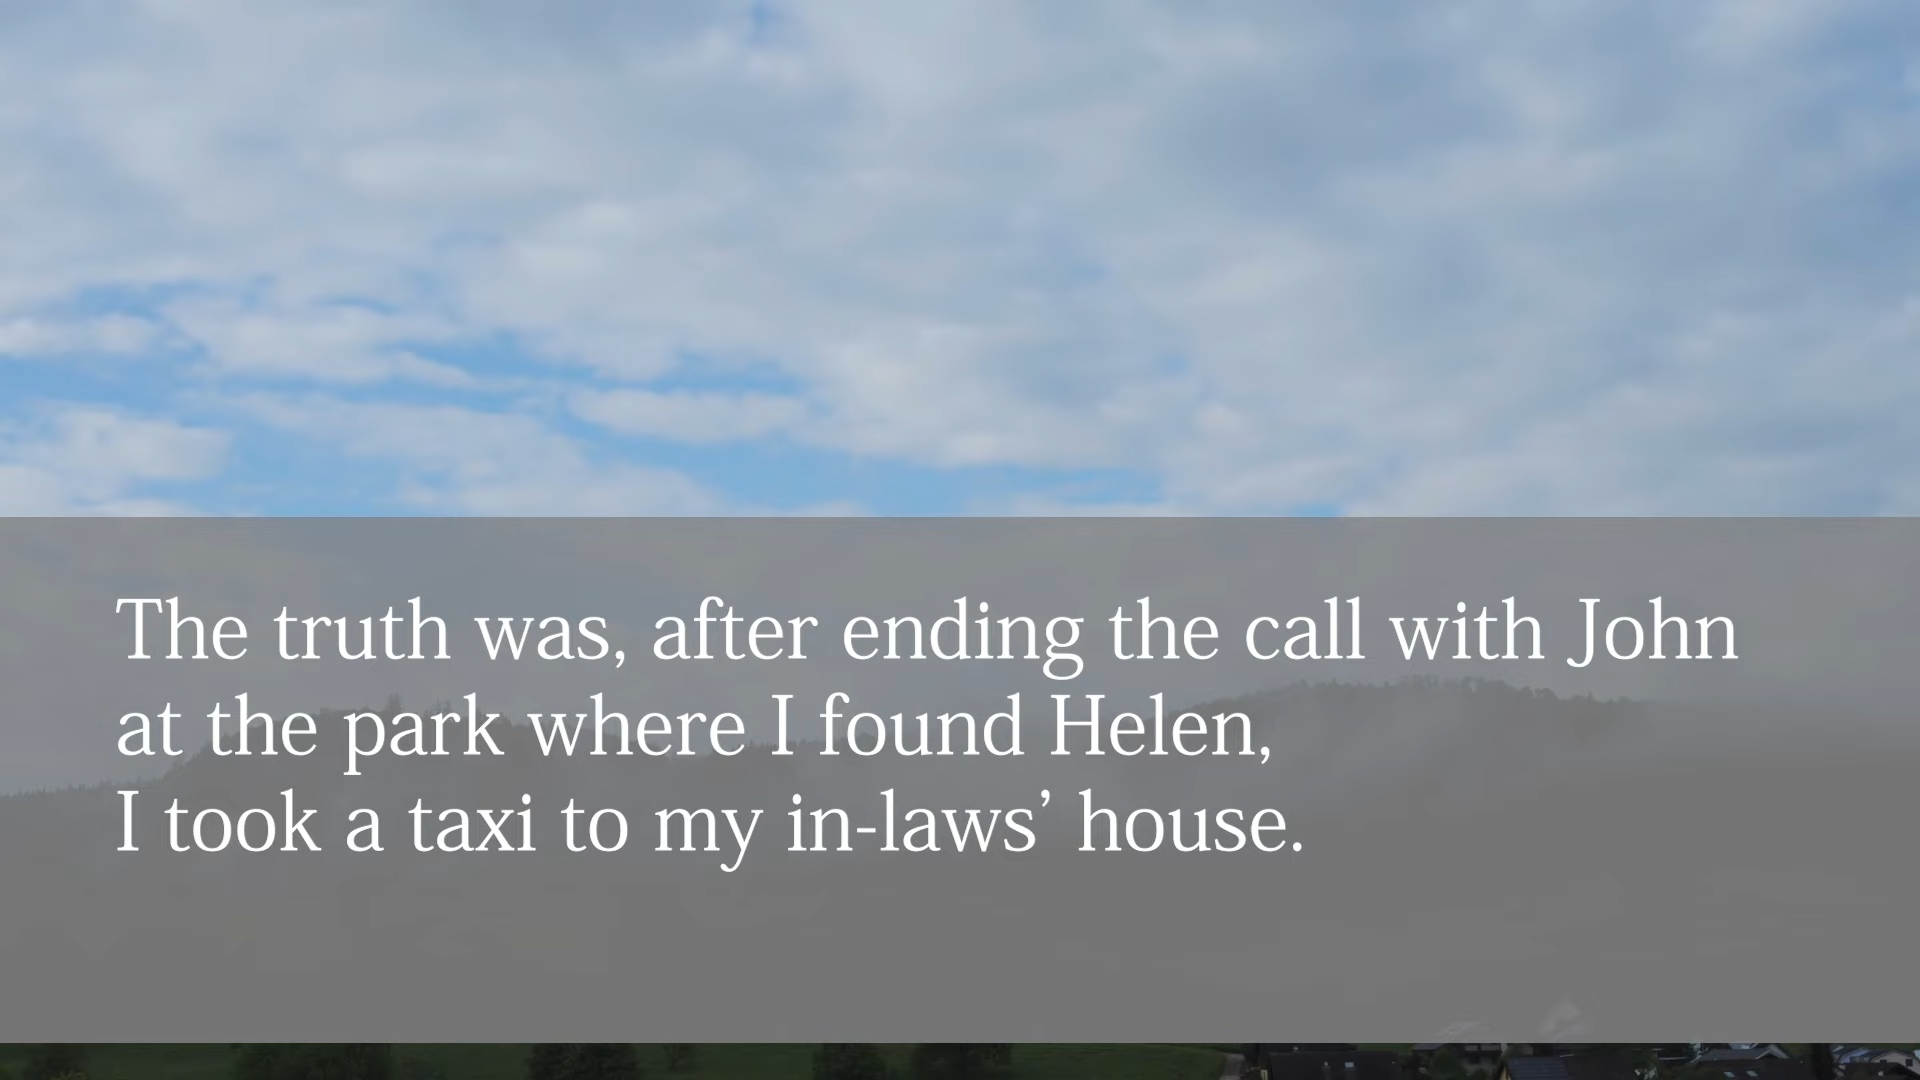 The truth was, after ending the call with John
at the park where I found Helen,
I took a taxi to my in-laws’ house.